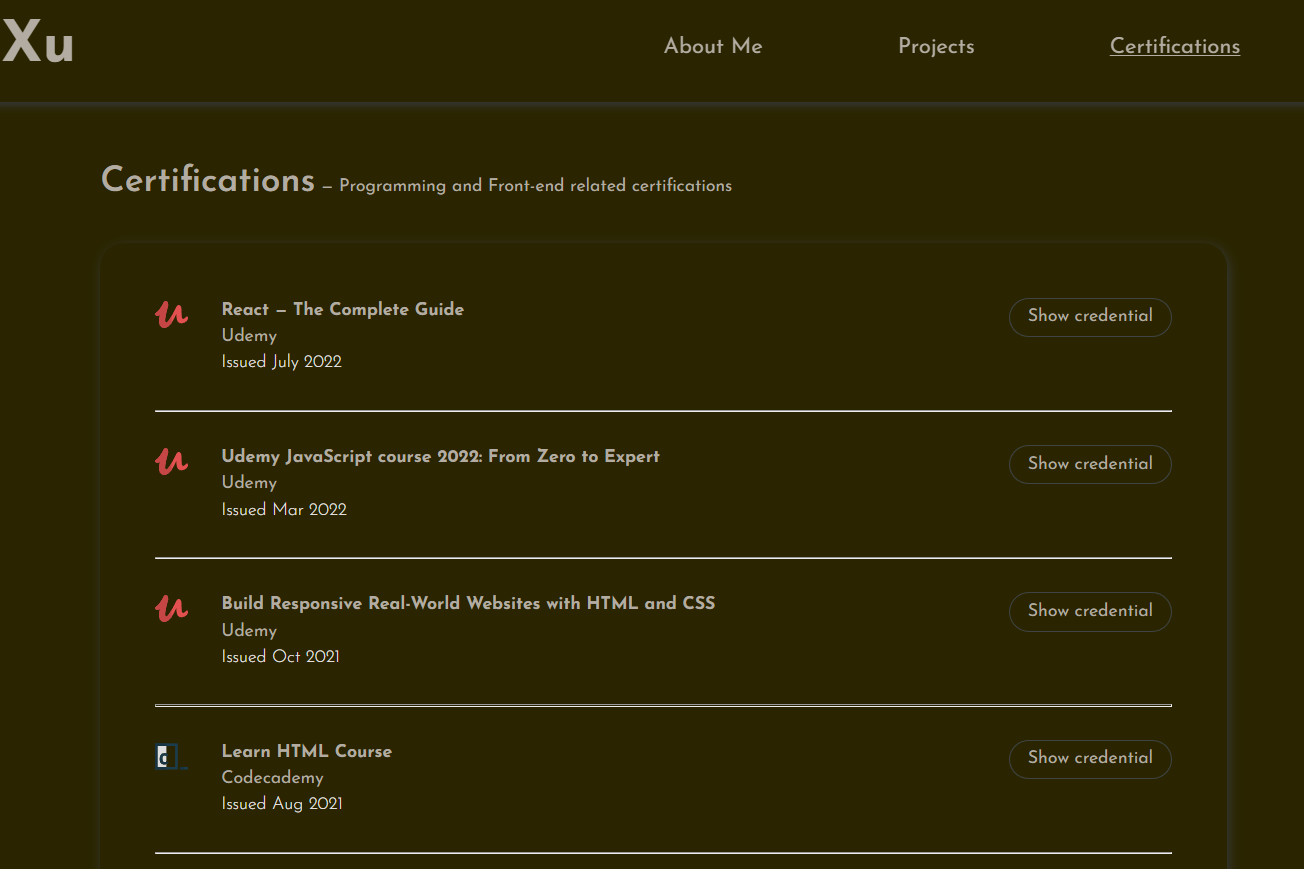 Xu
About Me
Projects
Certifications
Certifications – Programming and Front-end related certifications
React – The Complete Guide
Show credential
Udemy
Issued July 2022
Udemy JavaScript course 2022: From Zero to Expert
Show credential
Udemy
Issued Mar 2022
Build Responsive Real-World Websites with HTML and CSS
Show credential
Udemy
Issued Oct 2021
Learn HTML Course
Show credential
Codecademy
Issued Aug 2021